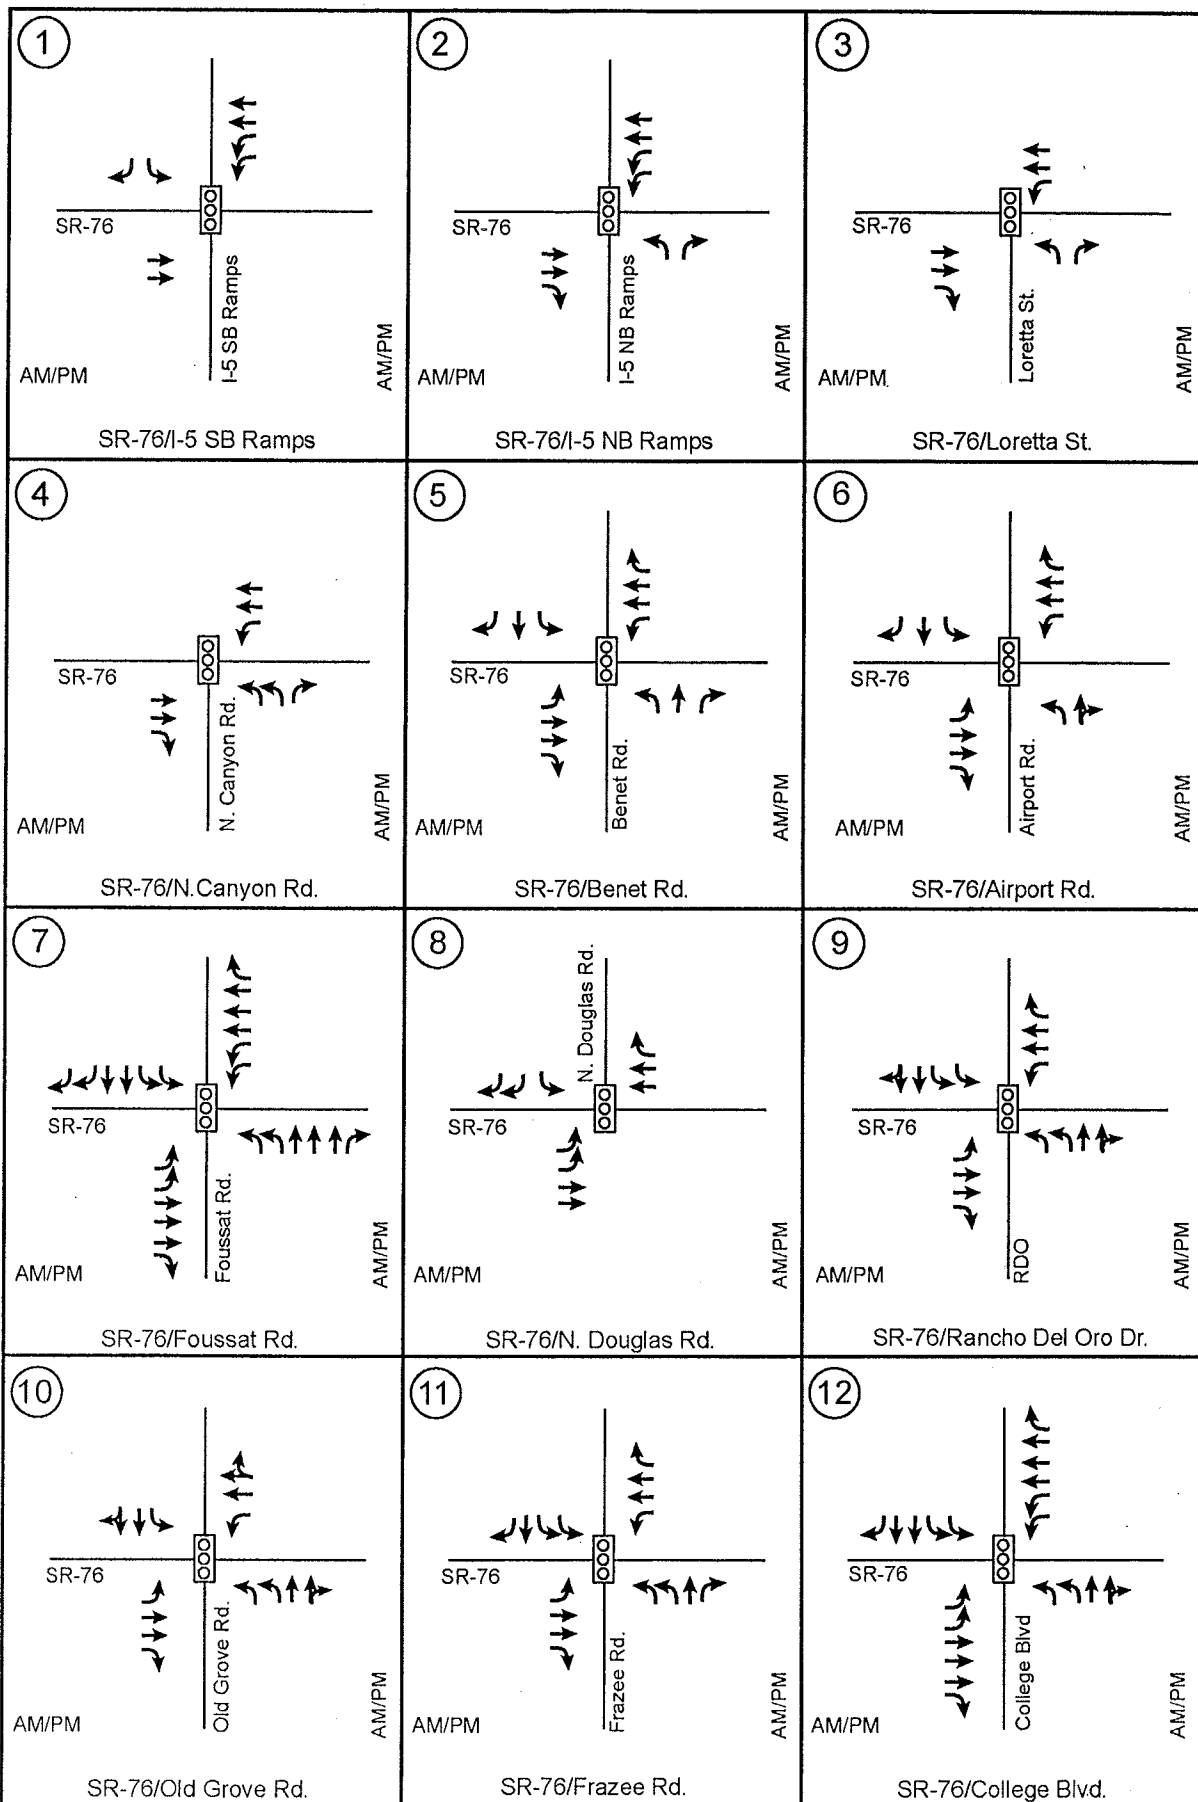 1
SR-76
I-5 SB Ramps
AM/PM
AM/PM
SR-76/I-5 SB Ramps
2
SR-76
I-5 NB Ramps
AM/PM
AM/PM
SR-76/I-5 NB Ramps
3
SR-76
Loretta St.
AM/PM
AM/PM
SR-76/Loretta St.
4
SR-76
N. Canyon Rd.
AM/PM
AM/PM
SR-76/N.Canyon Rd.
5
SR-76
Benet Rd.
AM/PM
AM/PM
SR-76/Benet Rd.
6
SR-76
Airport Rd.
AM/PM
AM/PM
SR-76/Airport Rd.
7
SR-76
Foussat Rd.
AM/PM
AM/PM
SR-76/Foussat Rd.
8
N. Douglas Rd.
SR-76
AM/PM
AM/PM
SR-76/N. Douglas Rd.
9
SR-76
RDO
AM/PM
AM/PM
SR-76/Rancho Del Oro Dr.
10
SR-76
Old Grove Rd.
AM/PM
AM/PM
SR-76/Old Grove Rd.
11
SR-76
Frazee Rd.
AM/PM
AM/PM
SR-76/Frazee Rd.
12
SR-76
College Blvd
AM/PM
AM/PM
SR-76/College Blvd.